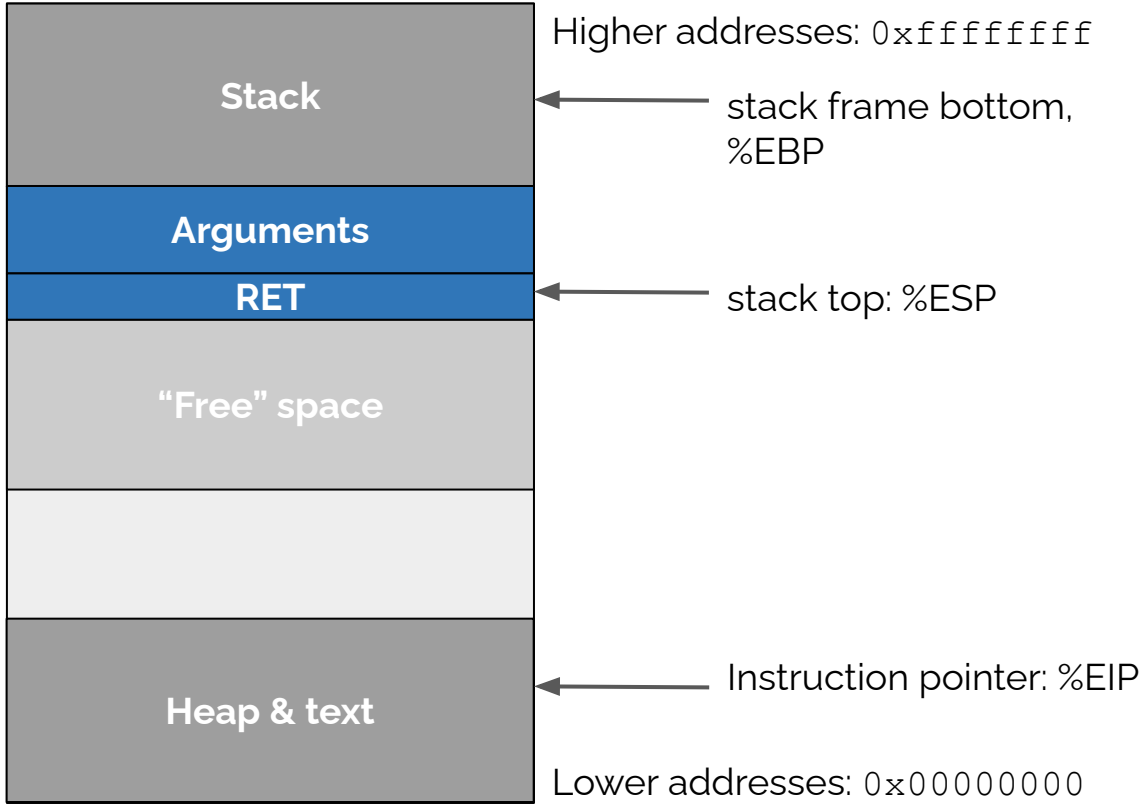 Higher addresses: 0xffffffff
Stack
stack frame bottom,
%EBP
Arguments
RET
stack top: %ESP
“Free” space
Instruction pointer: %EIP
Heap & text
Lower addresses: 0x00000000